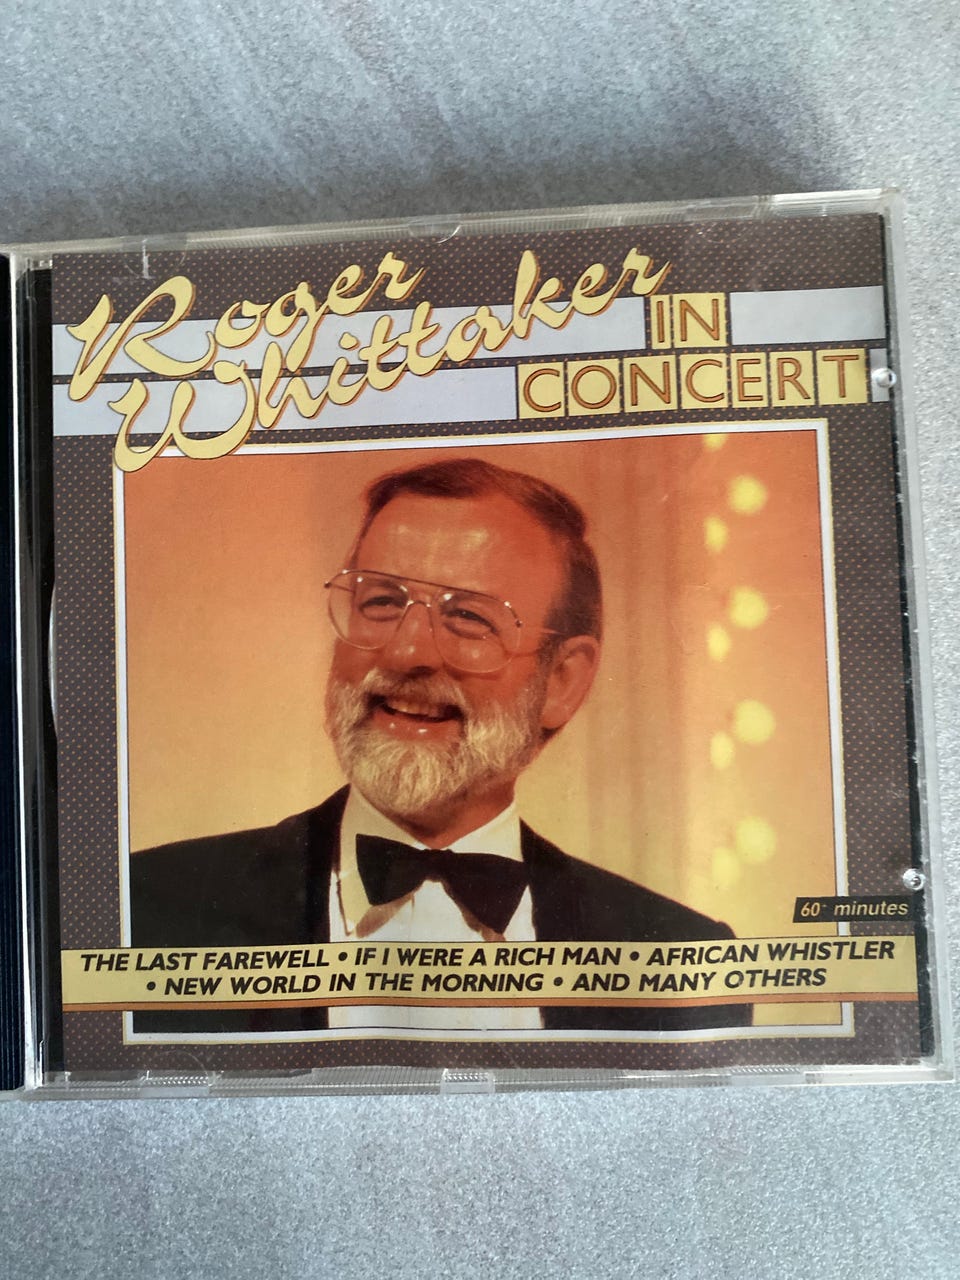 Roger
Whittaker
IN
CONCERT
60 minutes
THE LAST FAREWELL • IF I WERE A RICH MAN • AFRICAN WHISTLER
• NEW WORLD IN THE MORNING • AND MANY OTHERS